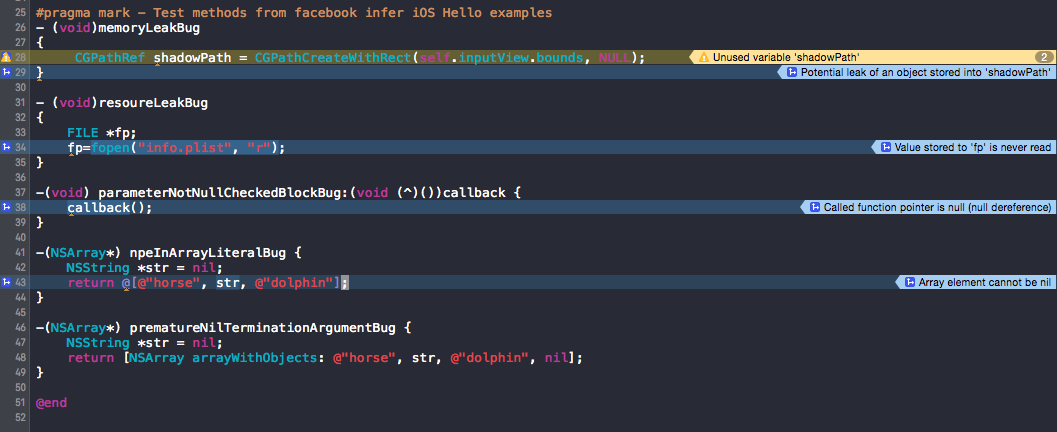 25 #pragma mark - Test methods from facebook infer iOS Hello examples
26 - (void)memoryLeakBug
27 {
28 CGPathRef shadowPath = CGPathCreateWithRect(self.inputView.bounds, NULL); Unused variable 'shadowPath' 2
29 } Potential leak of an object stored into 'shadowPath'
30
31 - (void)resoureLeakBug
32 {
33 FILE *fp;
34 fp=fopen("info.plist", "r"); Value stored to 'fp' is never read
35 }
36
37 -(void) parameterNotNullCheckedBlockBug:(void (^)())callback {
38 callback(); Called function pointer is null (null dereference)
39 }
40
41 -(NSArray*) npeInArrayLiteralBug {
42 NSString *str = nil;
43 return @[@"horse", str, @"dolphin"]; Array element cannot be nil
44 }
45
46 -(NSArray*) prematureNilTerminationArgumentBug {
47 NSString *str = nil;
48 return [NSArray arrayWithObjects: @"horse", str, @"dolphin", nil];
49 }
50
51 @end
52